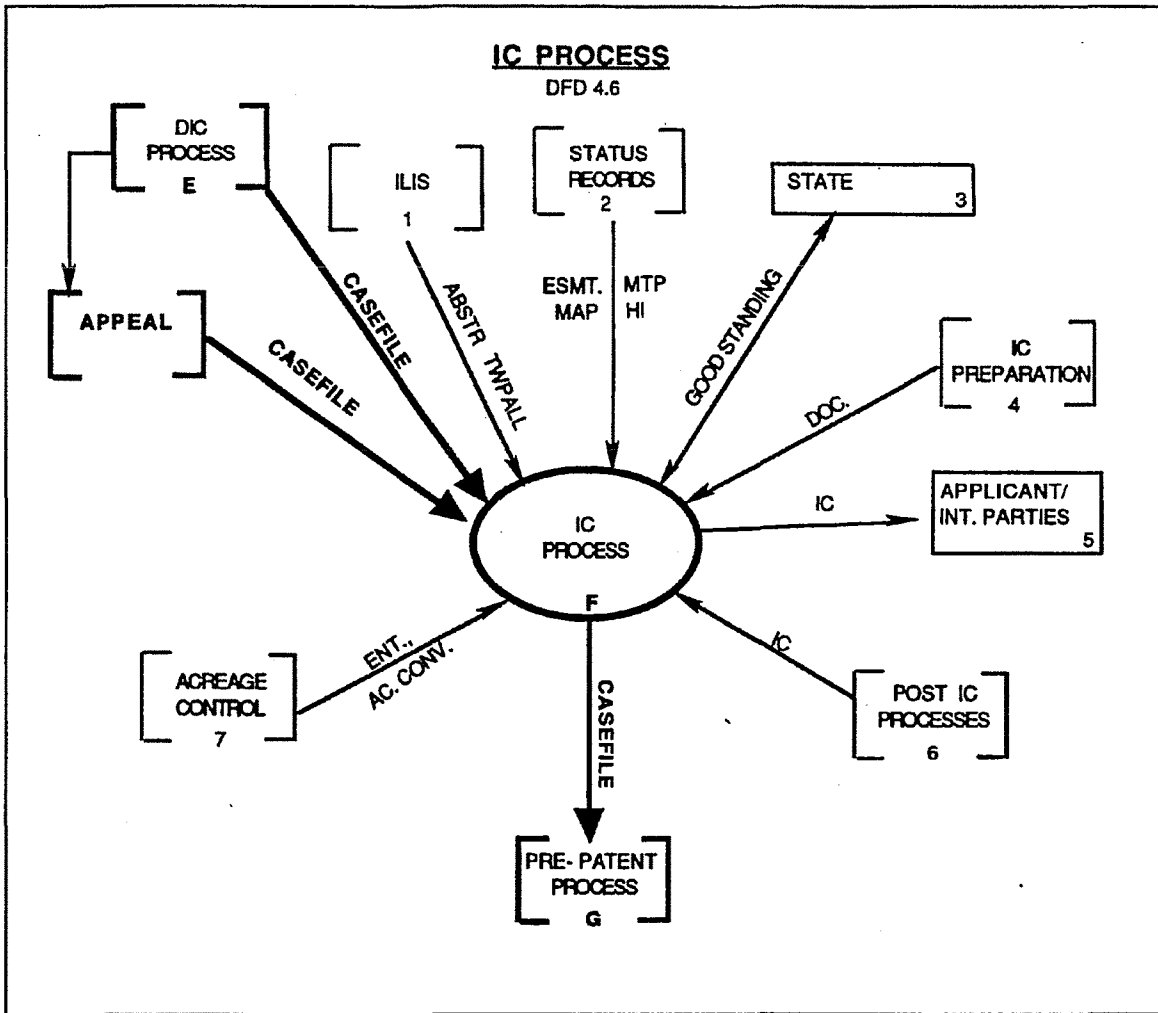 IC PROCESS
DFD 4.6
DIC
PROCESS
E
ILIS
1
STATUS
RECORDS
2
STATE
3
APPEAL
CASEFILE
CASEFILE
ABSTR TWPALL
ESMT.
MAP
MTP
HI
GOOD STANDING
IC
PREPARATION
4
DOC.
IC
PROCESS
F
IC
APPLICANT/
INT. PARTIES
5
ACREAGE
CONTROL
7
ENT.,
AC. CONV.
CASEFILE
IC
POST IC
PROCESSES
6
PRE- PATENT
PROCESS
G